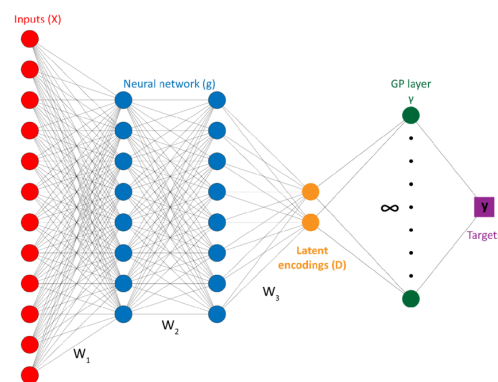 Inputs (X)
Neural network (g)
GP layer
γ
∞
y
Target
Latent
encodings (D)
W3
W2
W1